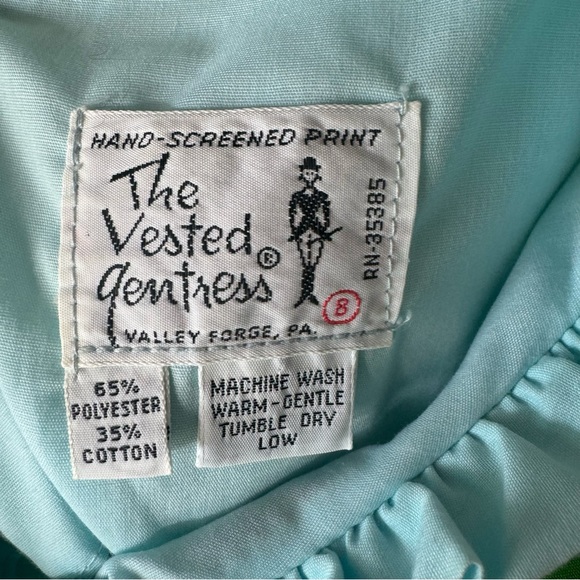 HAND-SCREENED PRINT
The
Vested
Gentress®
VALLEY FORGE, PA.
8
RN-35385
65%
POLYESTER
35%
COTTON
MACHINE WASH
WARM-GENTLE
TUMBLE DRY
LOW